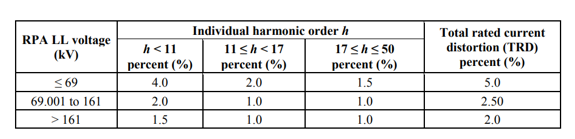 RPA LL voltage (kV) Individual harmonic order h Total rated current distortion (TRD) percent (%)
h < 11 percent (%) 11 ≤ h < 17 percent (%) 17 ≤ h ≤ 50 percent (%)
≤ 69 4.0 2.0 1.5 5.0
69.001 to 161 2.0 1.0 1.0 2.50
> 161 1.5 1.0 1.0 2.0